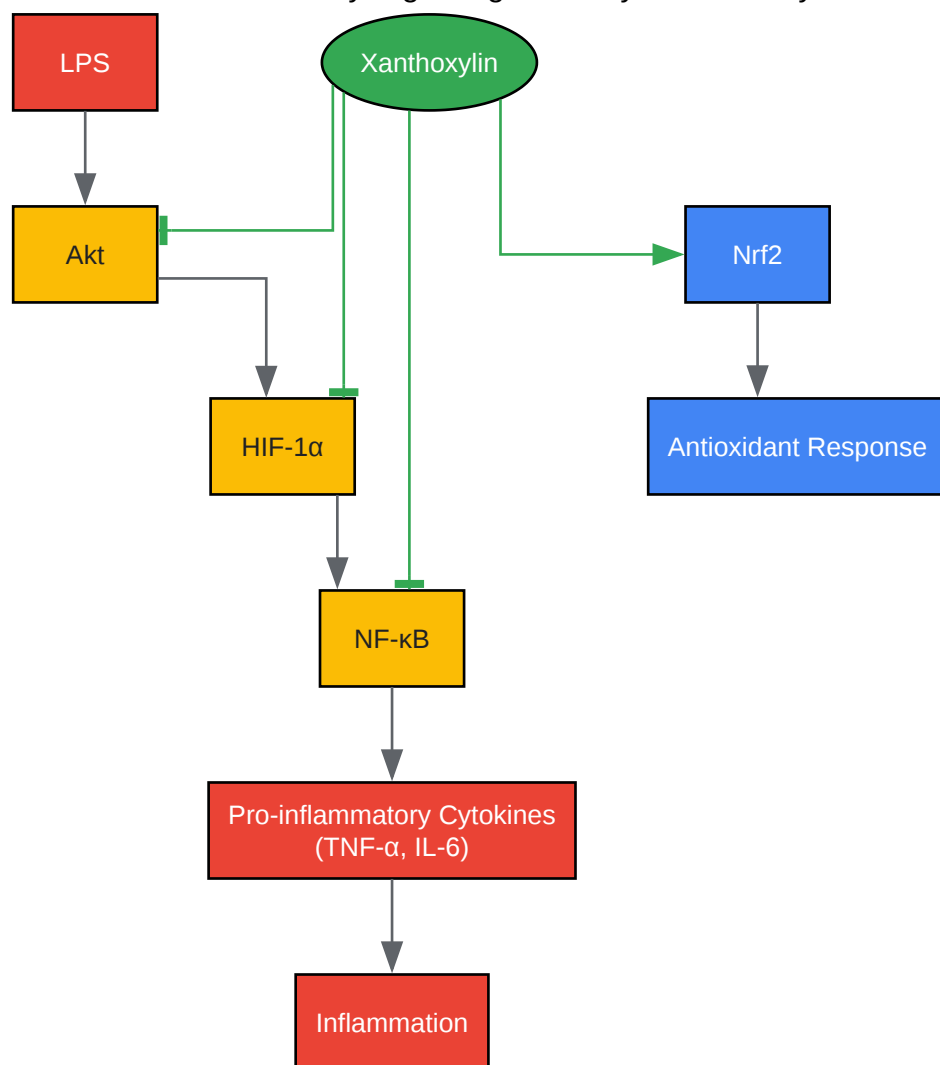 LPS
Xanthoxylin
Akt
Nrf2
HIF-1α
Antioxidant Response
NF-κB
Pro-inflammatory Cytokines
(TNF-α, IL-6)
Inflammation